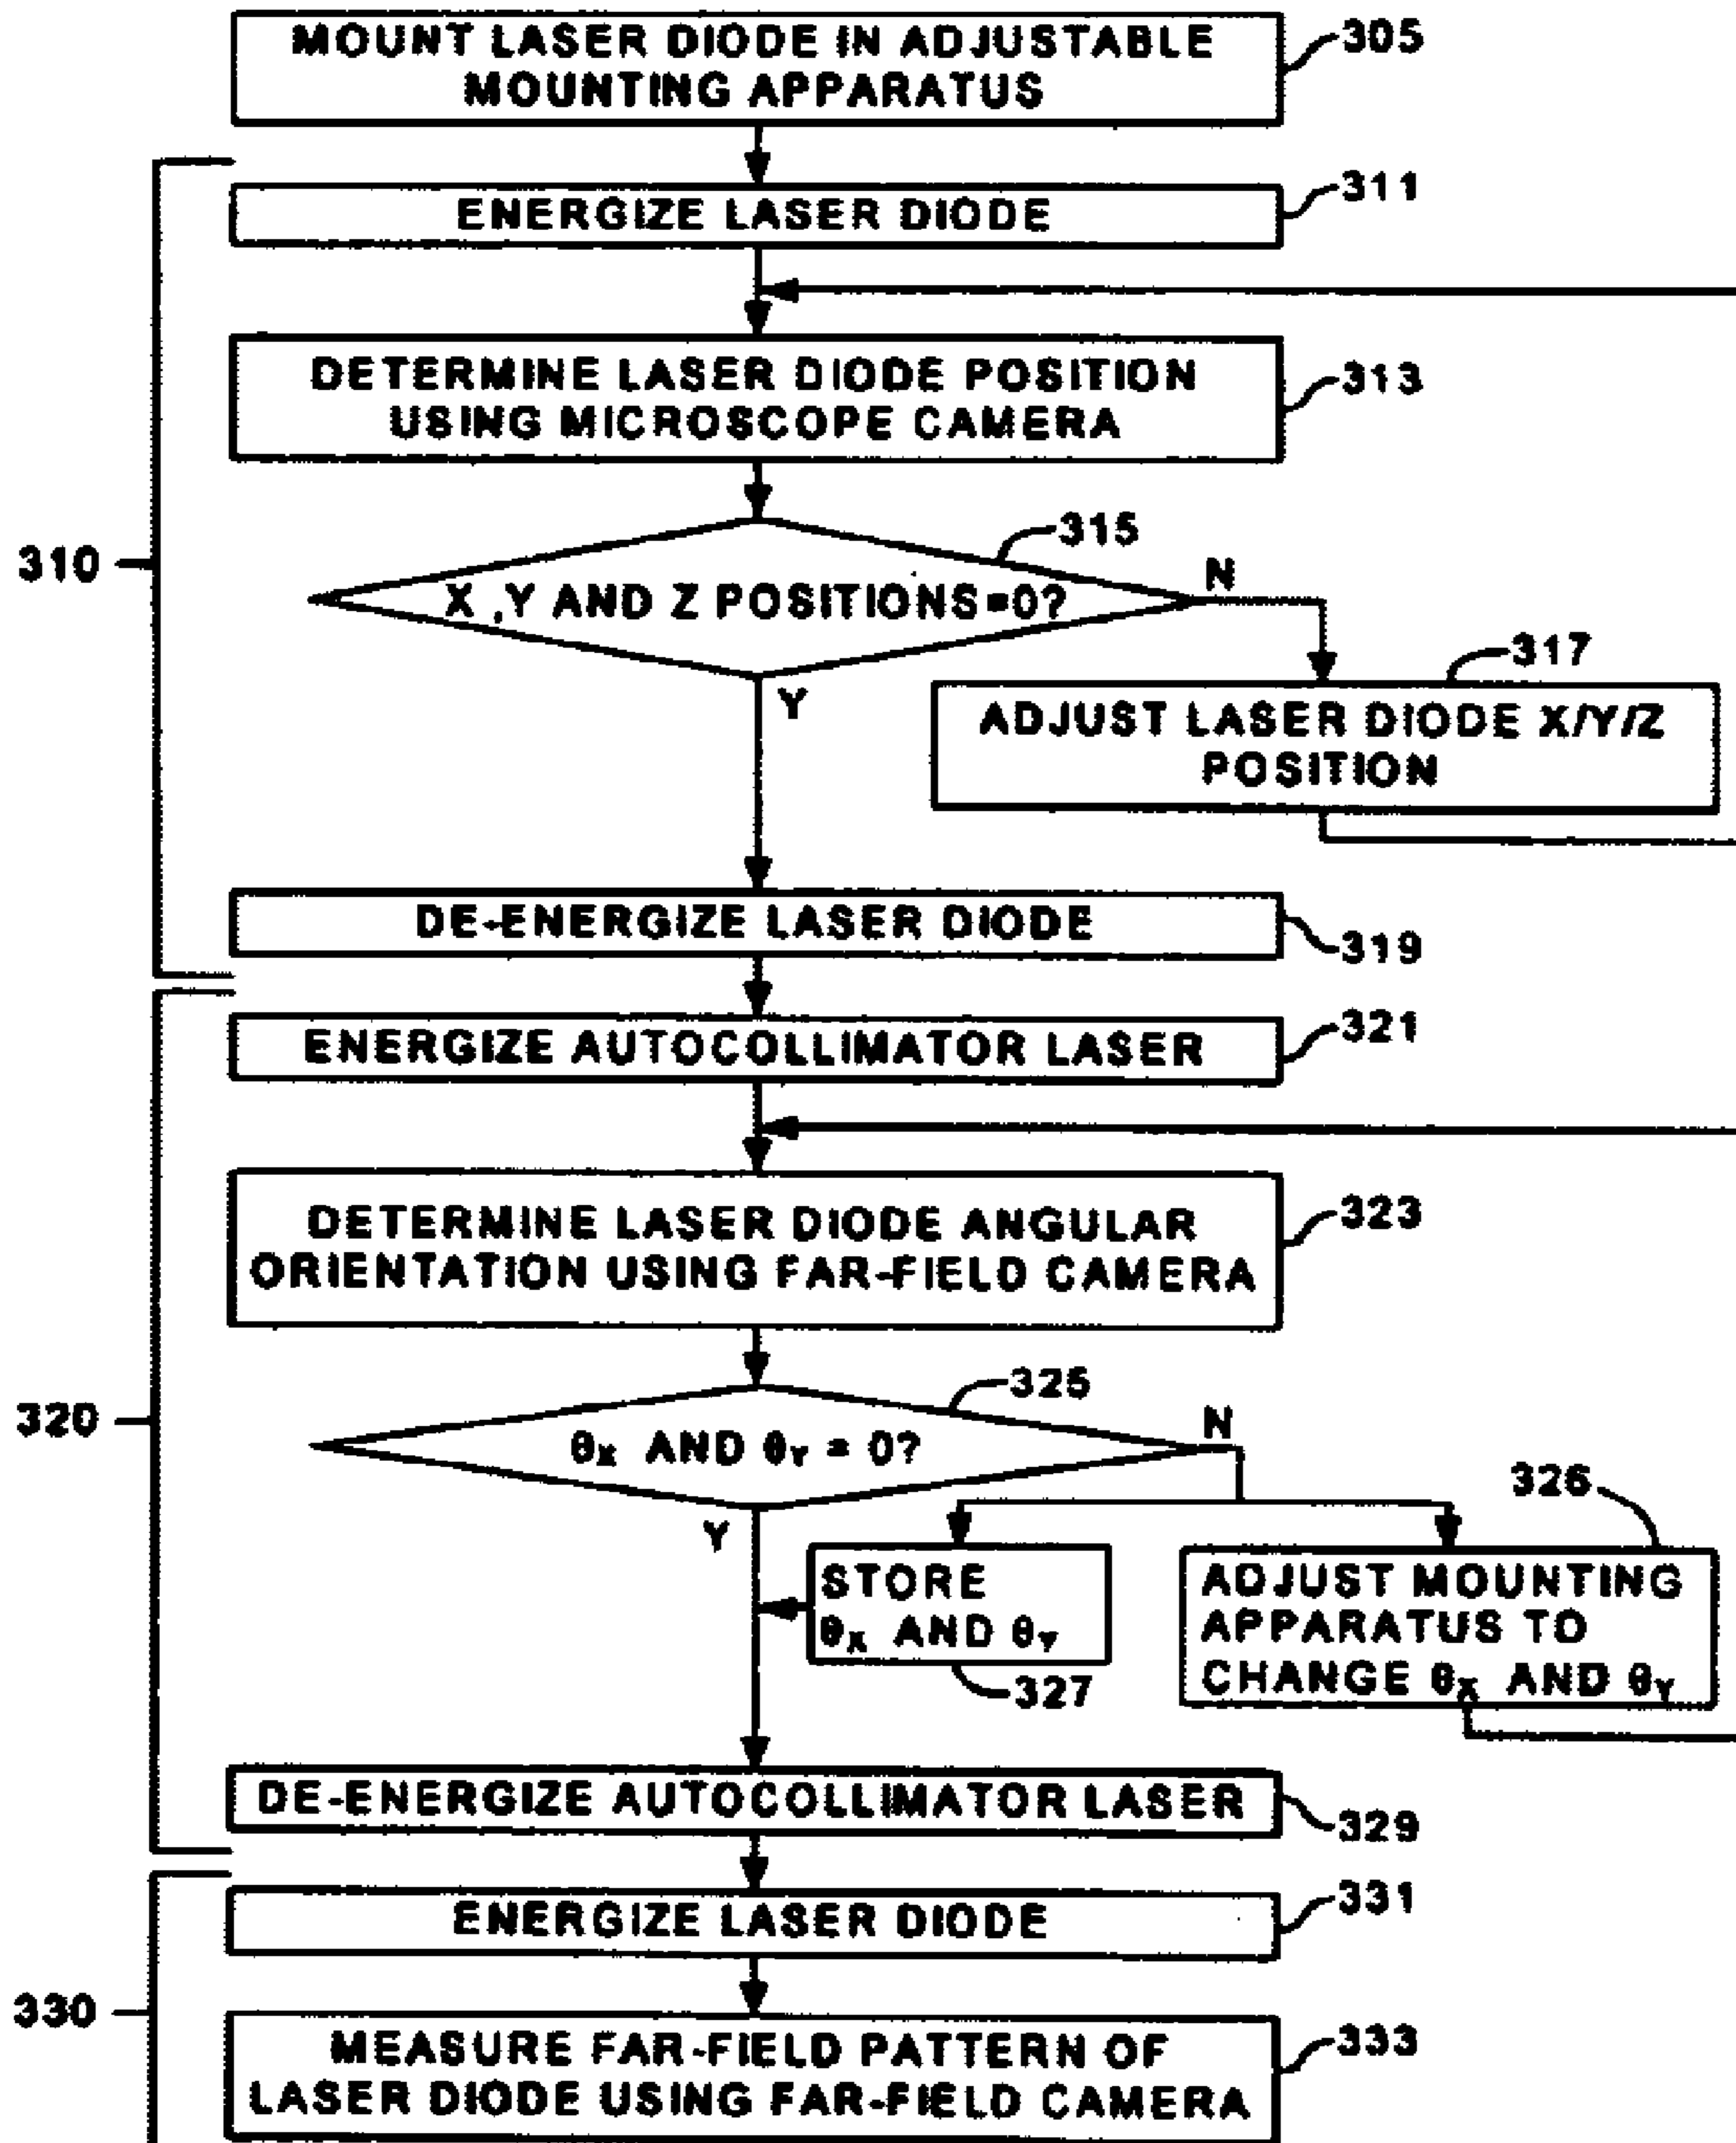 MOUNT LASER DIODE IN ADJUSTABLE
MOUNTING APPARATUS
305
ENERGIZE LASER DIODE
311
DETERMINE LASER DIODE POSITION
USING MICROSCOPE CAMERA
313
310
315
X ,Y AND Z POSITIONS=0?
N
Y
317
ADJUST LASER DIODE X/Y/Z
POSITION
DE-ENERGIZE LASER DIODE
319
ENERGIZE AUTOCOLLIMATOR LASER
321
DETERMINE LASER DIODE ANGULAR
ORIENTATION USING FAR-FIELD CAMERA
323
320
325
θX AND θY = 0?
N
Y
STORE
θX AND θY
327
326
ADJUST MOUNTING
APPARATUS TO
CHANGE θX AND θY
DE-ENERGIZE AUTOCOLLIMATOR LASER
329
ENERGIZE LASER DIODE
331
330
MEASURE FAR-FIELD PATTERN OF
LASER DIODE USING FAR-FIELD CAMERA
333